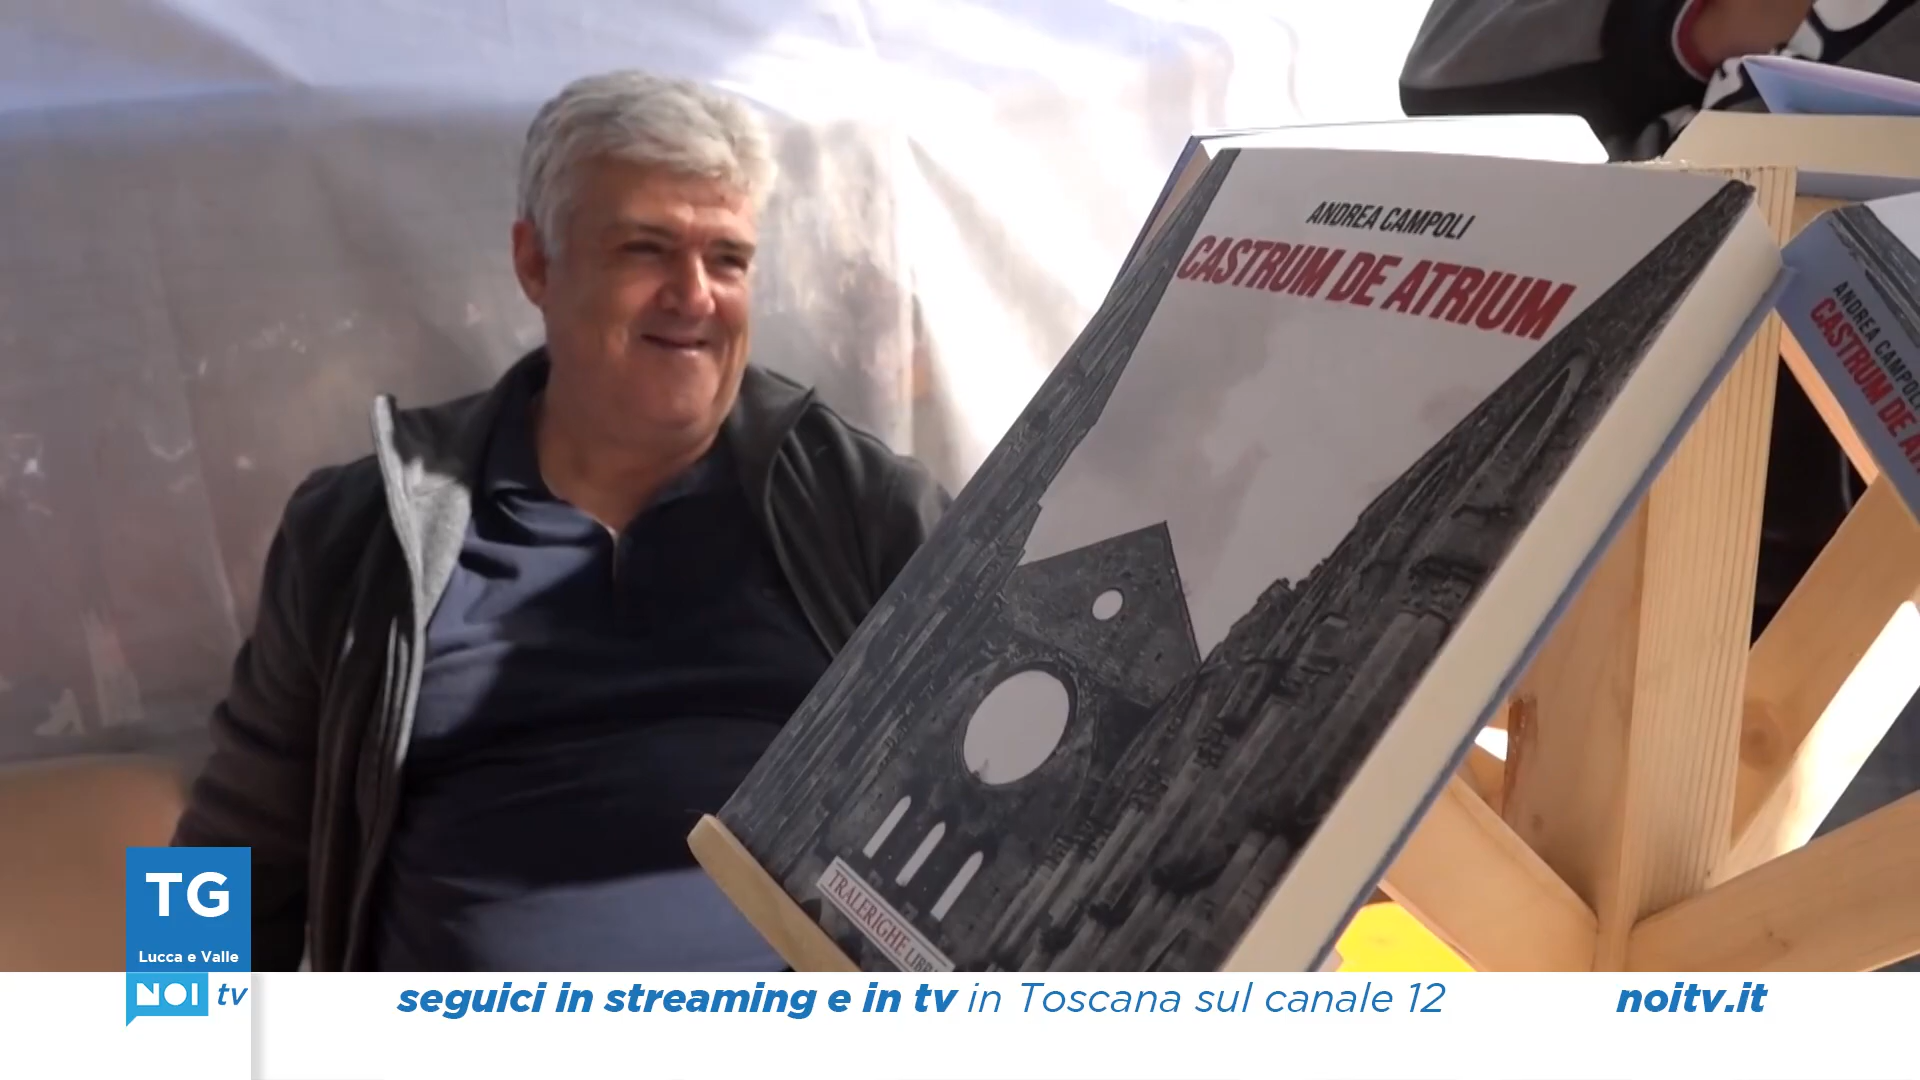 ANDREA CAMPOLI
CASTRUM DE ATRIUM
ANDREA CAMPOLI
CASTRUM DE
TRALERIGHE
TG
Lucca e Valle
NOI tv
seguici in streaming e in tv in Toscana sul canale 12
noitv.it